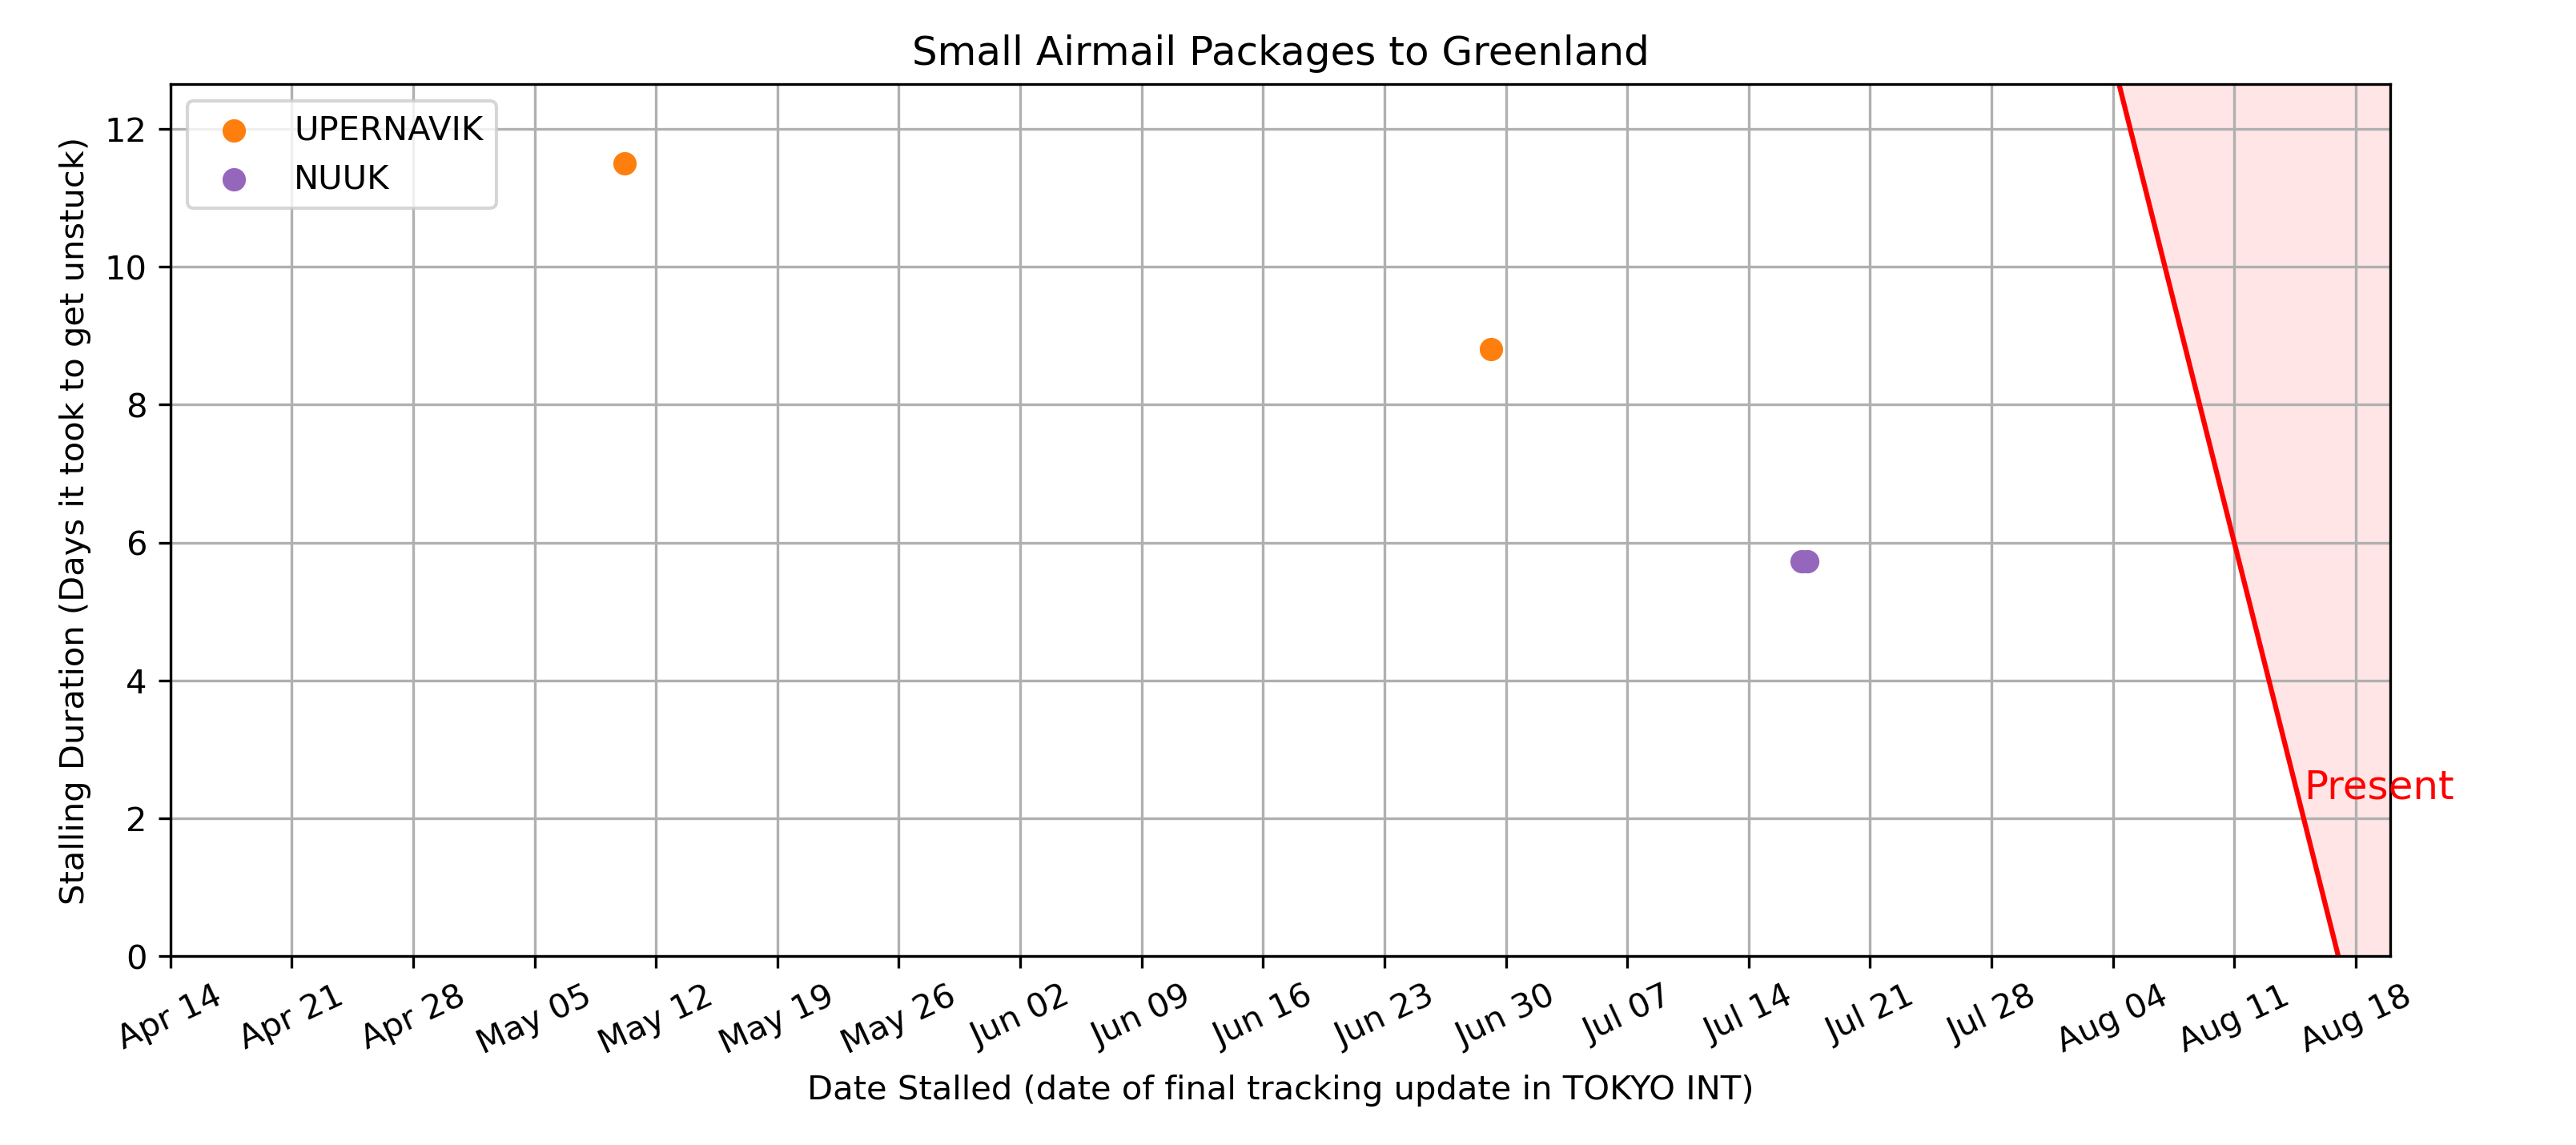 Small Airmail Packages to Greenland
UPERNAVIK
NUUK
Stalling Duration (Days it took to get unstuck)
12
10
8
6
4
2
0
Present
Apr 14
Apr 21
Apr 28
May 05
May 12
May 19
May 26
Jun 02
Jun 09
Jun 16
Jun 23
Jun 30
Jul 07
Jul 14
Jul 21
Jul 28
Aug 04
Aug 11
Aug 18
Date Stalled (date of final tracking update in TOKYO INT)